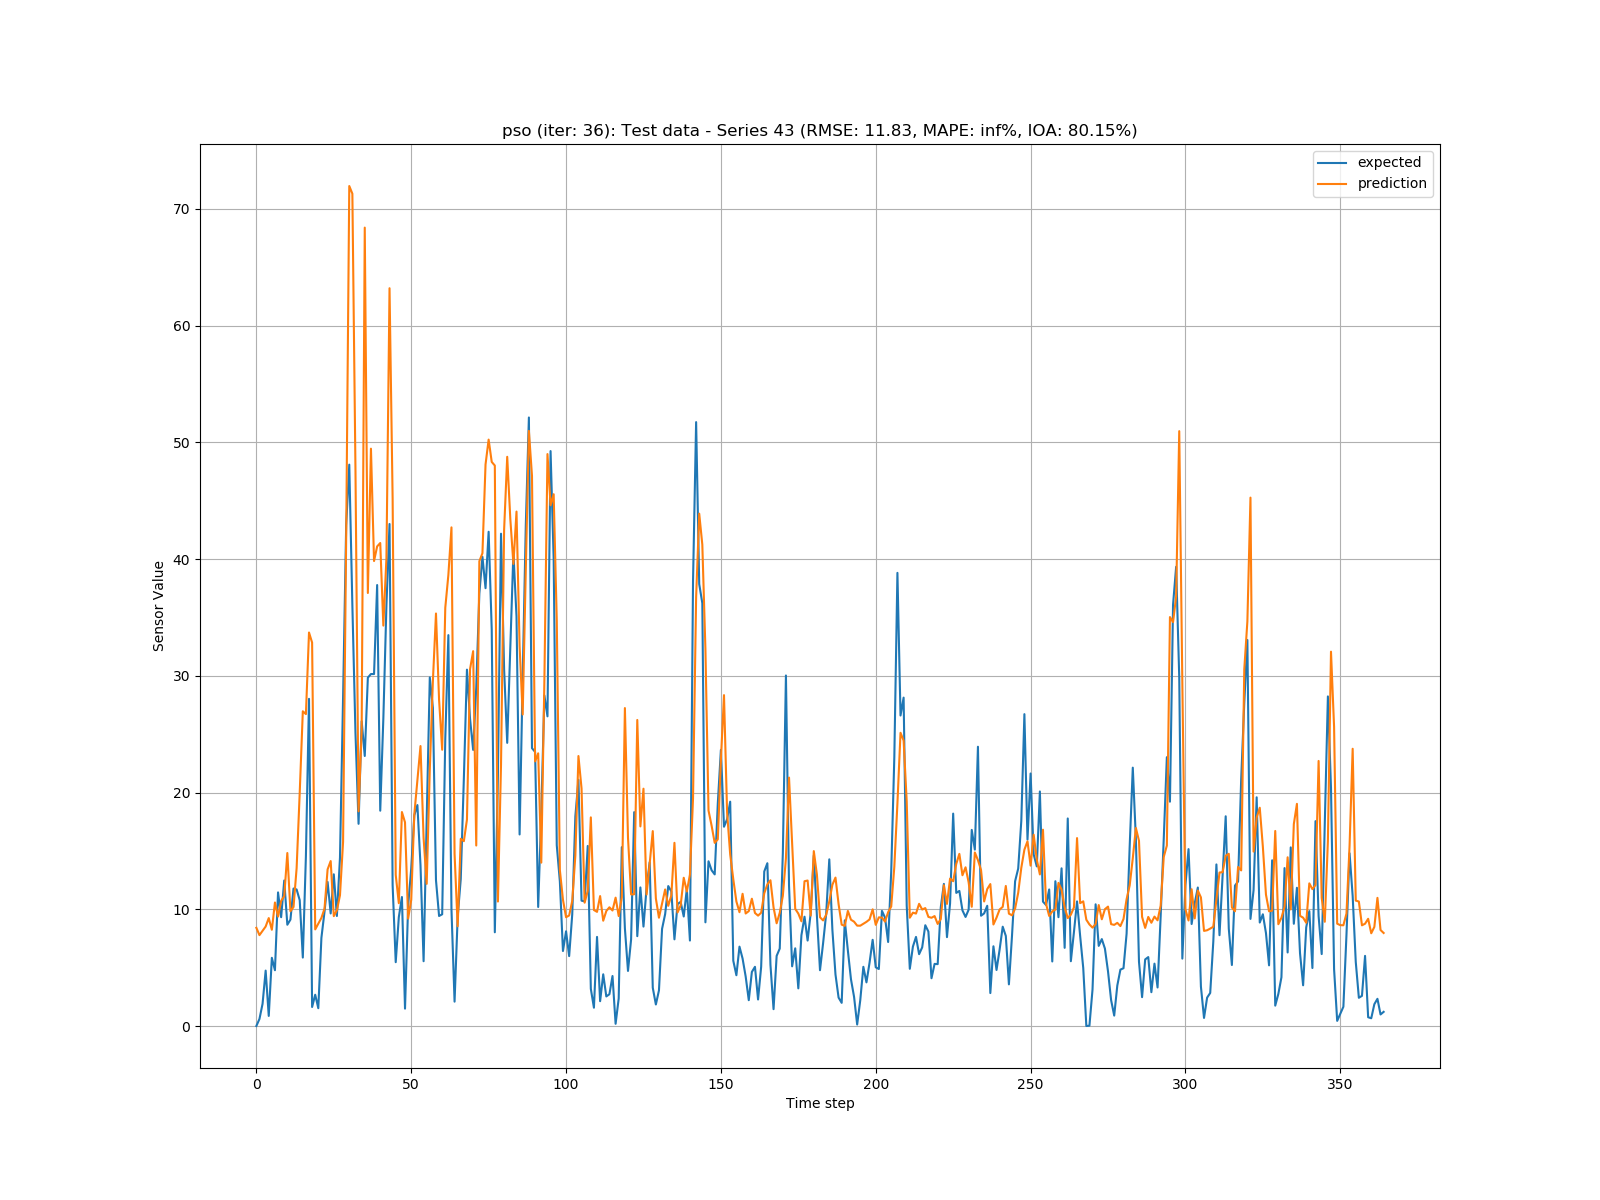 pso (iter: 36): Test data - Series 43 (RMSE: 11.83, MAPE: inf%, IOA: 80.15%)
expected
prediction
70
60
50
40
30
20
10
0
Sensor Value
0 50 100 150 200 250 300 350
Time step